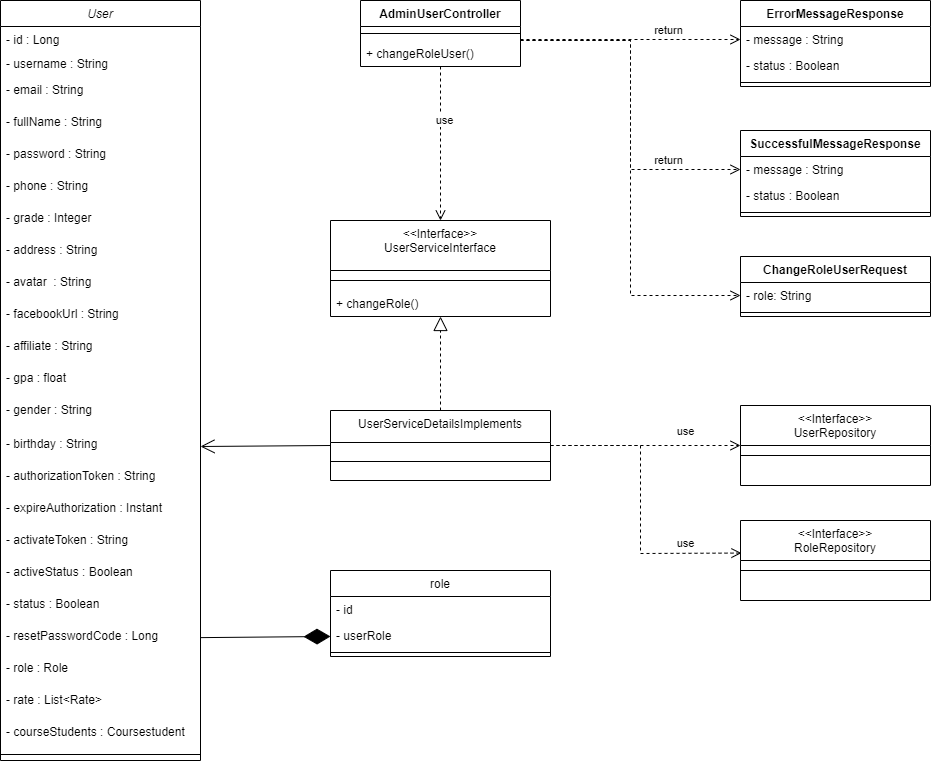 User
- id : Long
- username : String
- email : String
- fullName : String
- password : String
- phone : String
- grade : Integer
- address : String
- avatar  : String
- facebookUrl : String
- affiliate : String
- gpa : float
- gender : String
- birthday : String
- authorizationToken : String
- expireAuthorization : Instant
- activateToken : String
- activeStatus : Boolean
- status : Boolean
- resetPasswordCode : Long
- role : Role
- rate : List<Rate>
- courseStudents : Coursestudent
AdminUserController
+ changeRoleUser()
use
<<Interface>>
UserServiceInterface
+ changeRole()
UserServiceDetailsImplements
role
- id
- userRole
return
ErrorMessageResponse
- message : String
- status : Boolean
return
SuccessfulMessageResponse
- message : String
- status : Boolean
ChangeRoleUserRequest
- role: String
use
<<Interface>>
UserRepository
use
<<Interface>>
RoleRepository